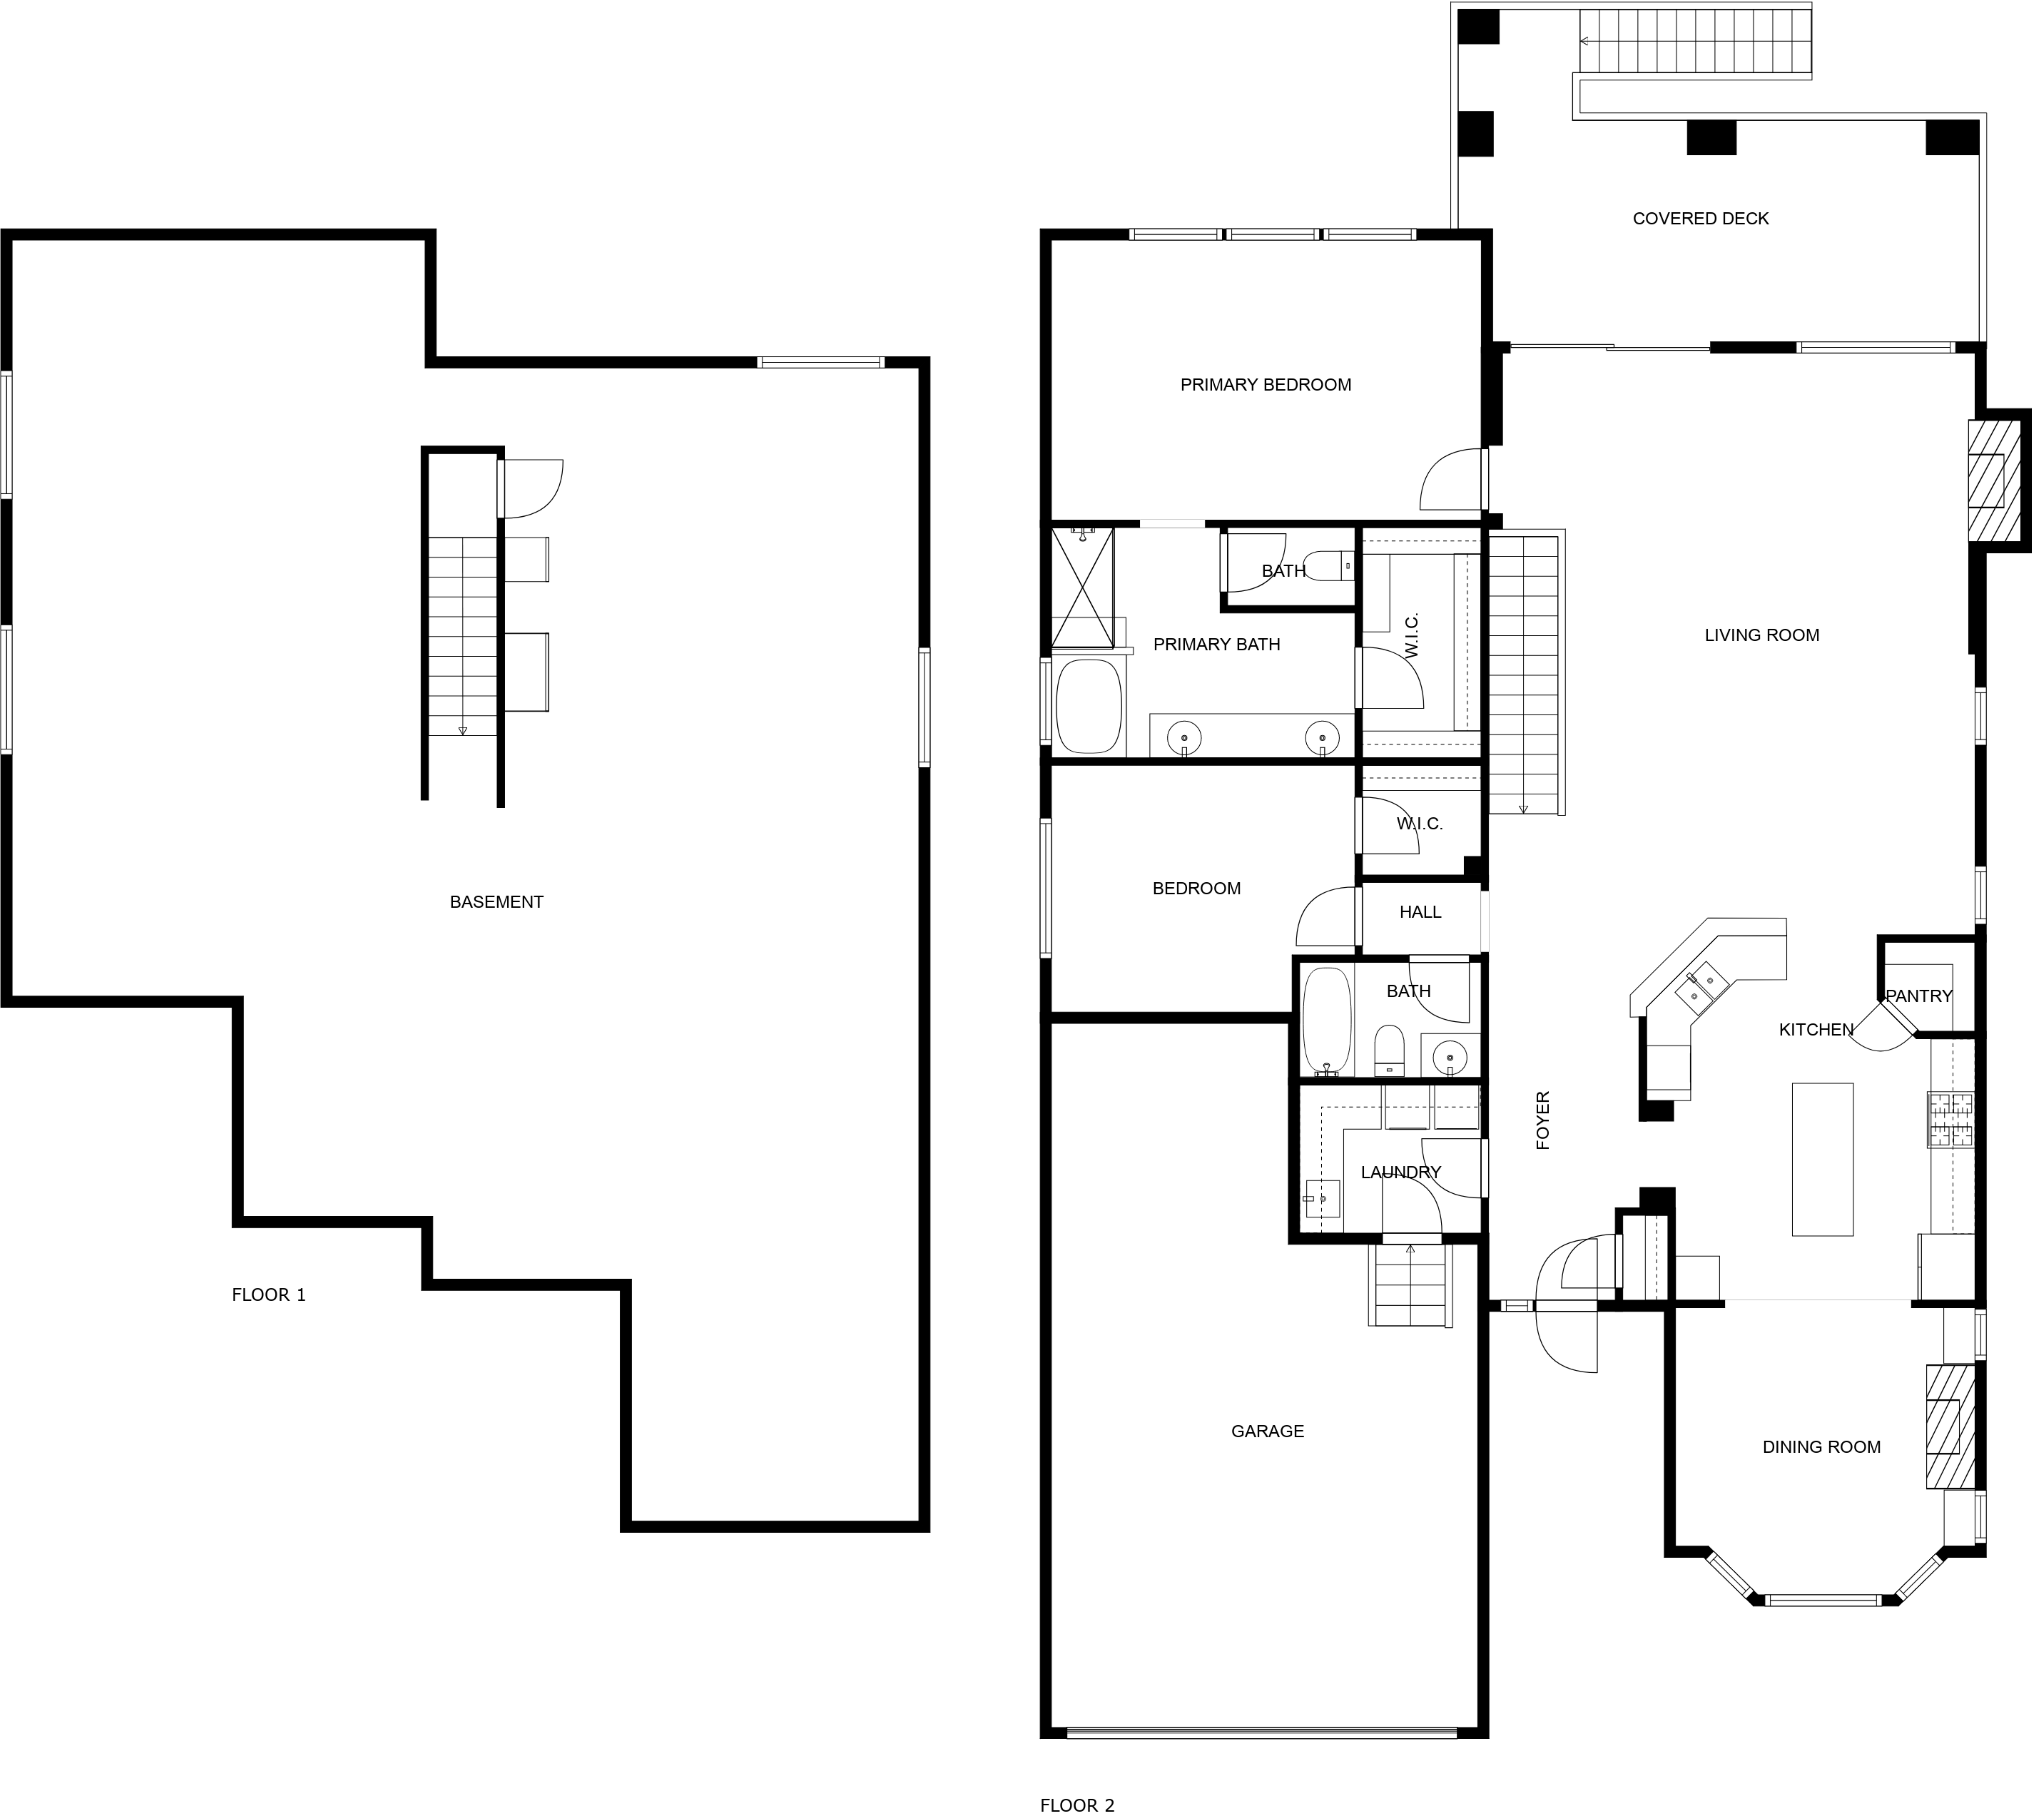 BASEMENT
FLOOR 1
COVERED DECK
PRIMARY BEDROOM
BATH
W.I.C.
LIVING ROOM
PRIMARY BATH
W.I.C.
BEDROOM
HALL
BATH
PANTRY
KITCHEN
FOYER
LAUNDRY
GARAGE
DINING ROOM
FLOOR 2